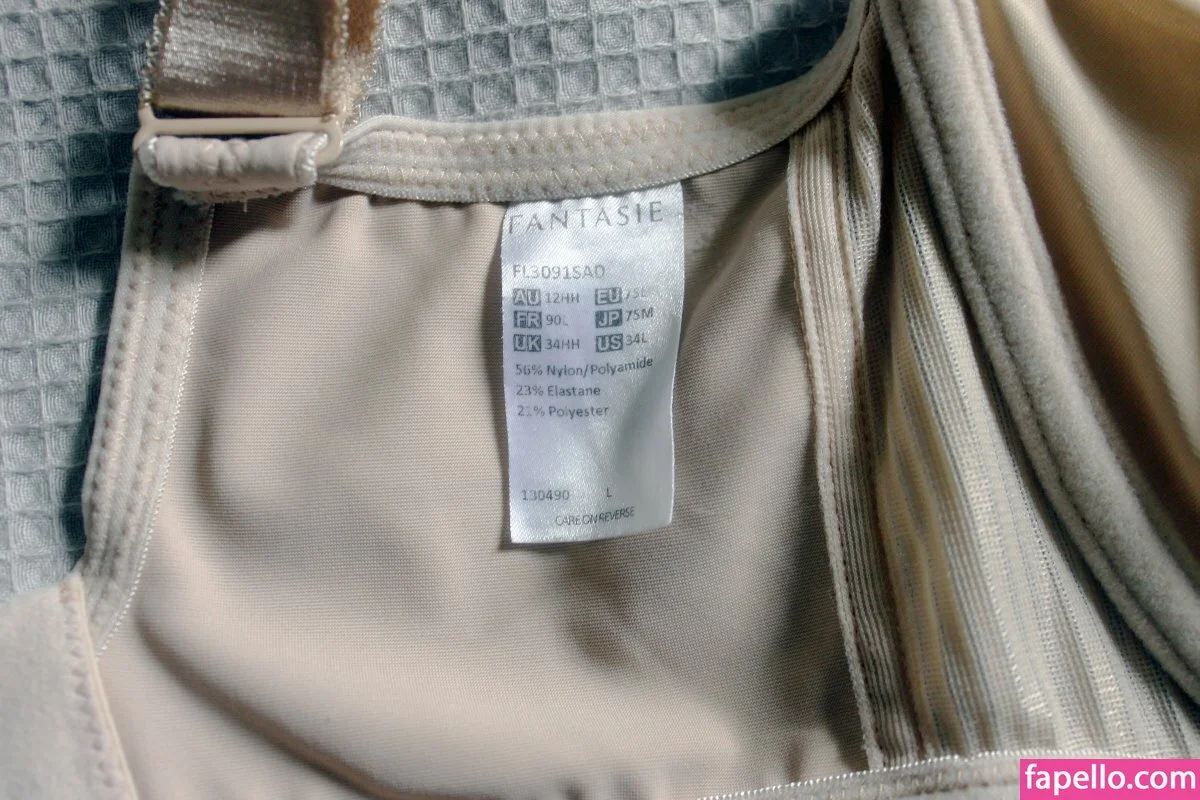 FANTASIE
FL3091SAD
AU 12HH EU 75L
FR 90L JP 75M
UK 34HH US 34L
56% Nylon/Polyamide
23% Elastane
21% Polyester
130490 L
CARE ON REVERSE
fapello.com